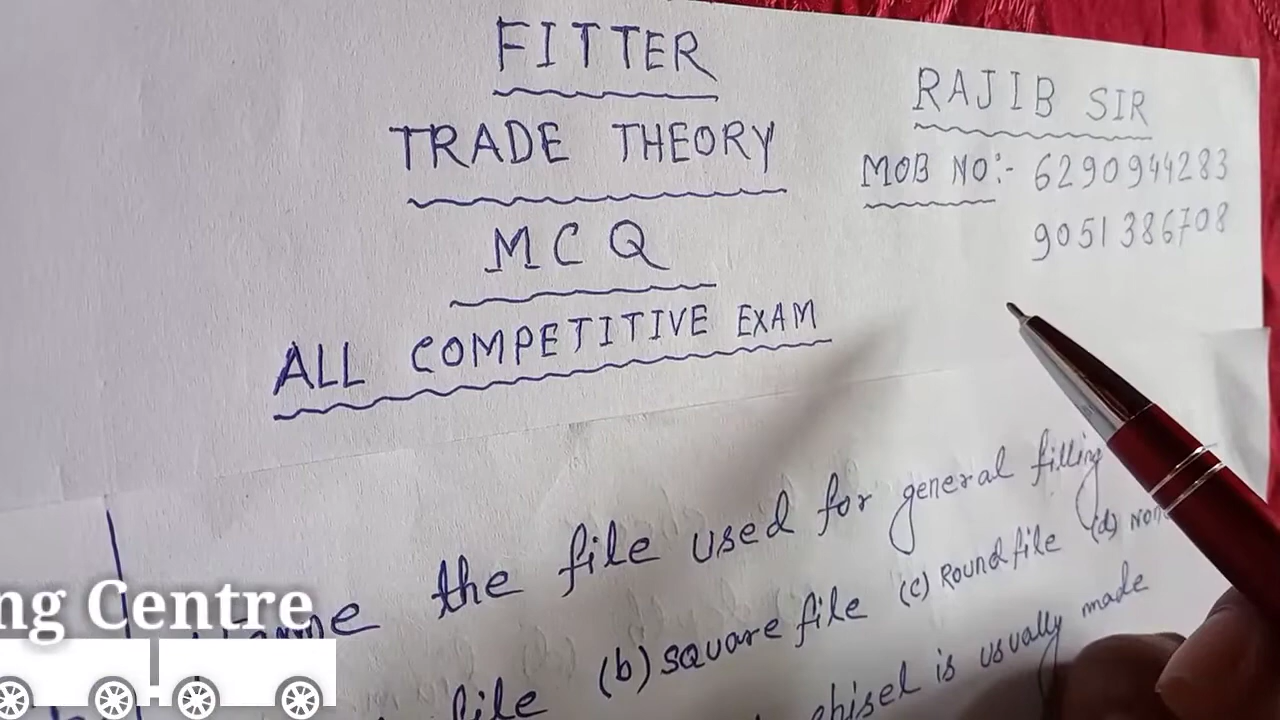 FITTER
TRADE THEORY
MCQ
ALL COMPETITIVE EXAM
RAJIB SIR
MOB NO:- 6290944283
9051386708
the file used for general filling
file (b) square file (c) Round file (d)
chisel is usually made
ng Centre